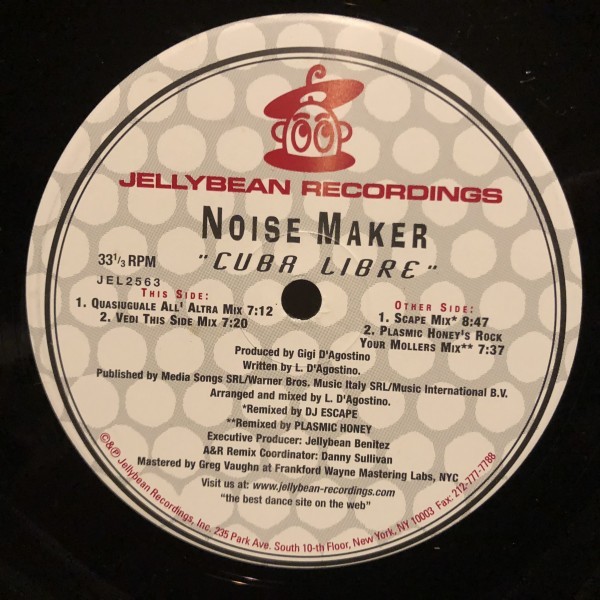 JELLYBEAN RECORDINGS
NOISE MAKER
"CUBA LIBRE"
33⅓ RPM
JEL2563
THIS SIDE:
1. QUASIUGUALE ALL' ALTRA MIX 7:12
2. VEDI THIS SIDE MIX 7:20
OTHER SIDE:
1. SCAPE MIX* 8:47
2. PLASMIC HONEY'S ROCK
YOUR MOLLERS MIX** 7:37
Produced by Gigi D'Agostino
Written by L. D'Agostino.
Published by Media Songs SRL/Warner Bros. Music Italy SRL/Music International B.V.
Arranged and mixed by L. D'Agostino.
*Remixed by DJ ESCAPE
**Remixed by PLASMIC HONEY
Executive Producer: Jellybean Benitez
A&R Remix Coordinator: Danny Sullivan
Mastered by Greg Vaughn at Frankford Wayne Mastering Labs, NYC
Visit us at: www.jellybean-recordings.com
"the best dance site on the web"
©&℗ Jellybean Recordings, Inc. 235 Park Ave. South 10-th Floor, New York, NY 10003 Fax: 212-777-7788